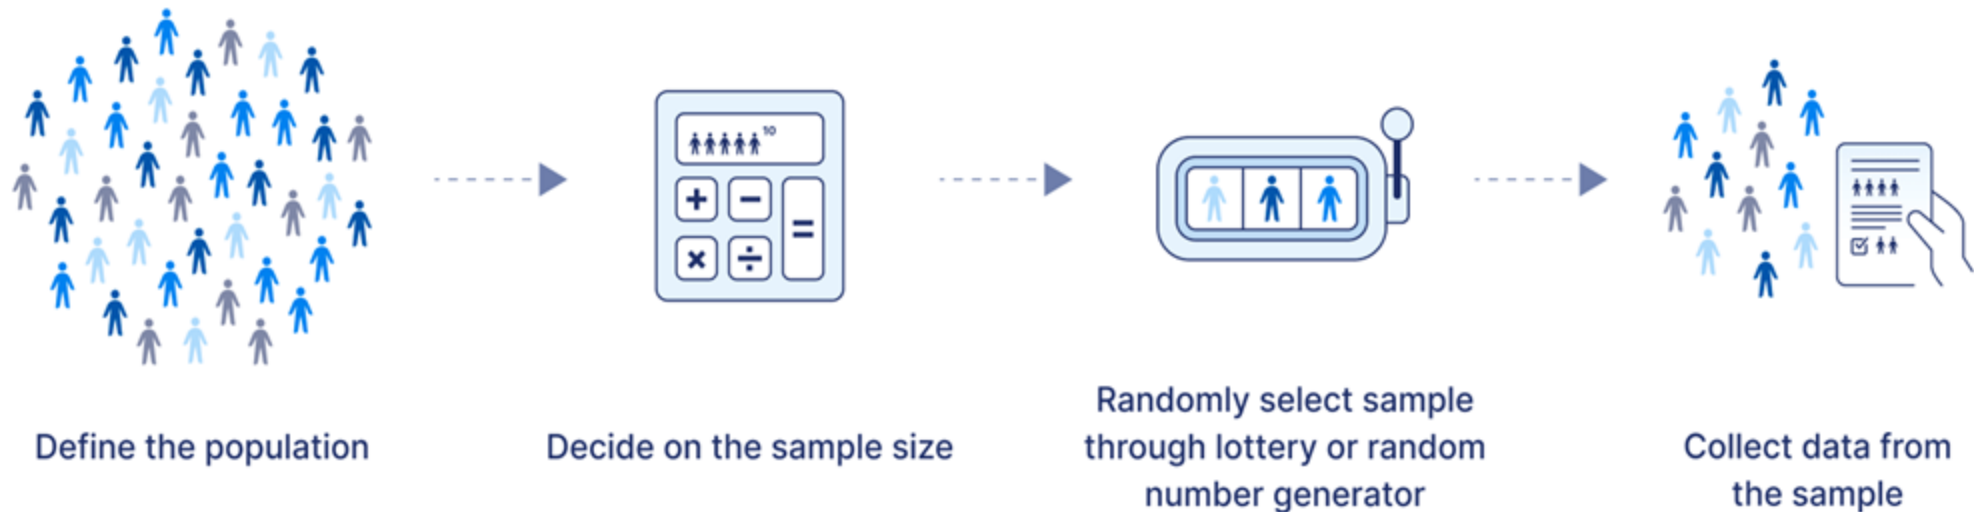 10
+
−
=
×
÷
Define the population
Decide on the sample size
Randomly select sample
through lottery or random
number generator
Collect data from
the sample